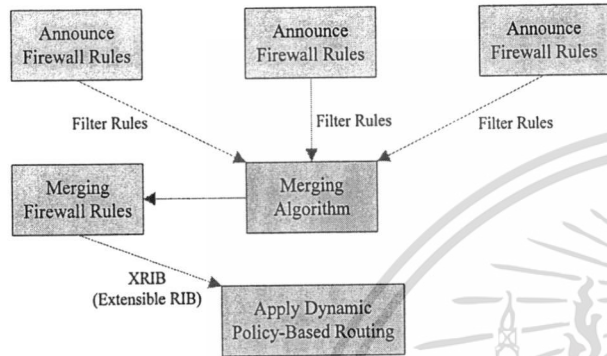 Announce
Firewall Rules
Announce
Firewall Rules
Announce
Firewall Rules
Filter Rules
Filter Rules
Filter Rules
Merging
Firewall Rules
Merging
Algorithm
XRIB
(Extensible RIB)
Apply Dynamic
Policy-Based Routing